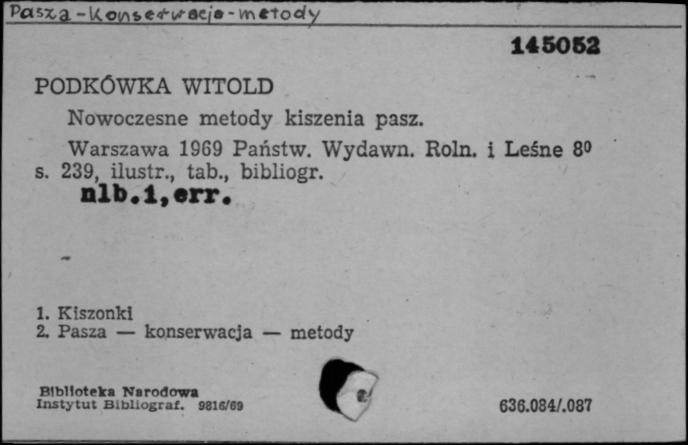 Pasza-Konserwacja-metody
145052
PODKÓWKA WITOLD
Nowoczesne metody kiszenia pasz.
Warszawa 1969 Państw. Wydawn. Roln. i Leśne 8⁰
s. 239, ilustr., tab., bibliogr.
nlb.1,err.
1. Kiszonki
2. Pasza — konserwacja — metody
Biblioteka Narodowa
Instytut Bibliograf. 9816/69
636.084/.087